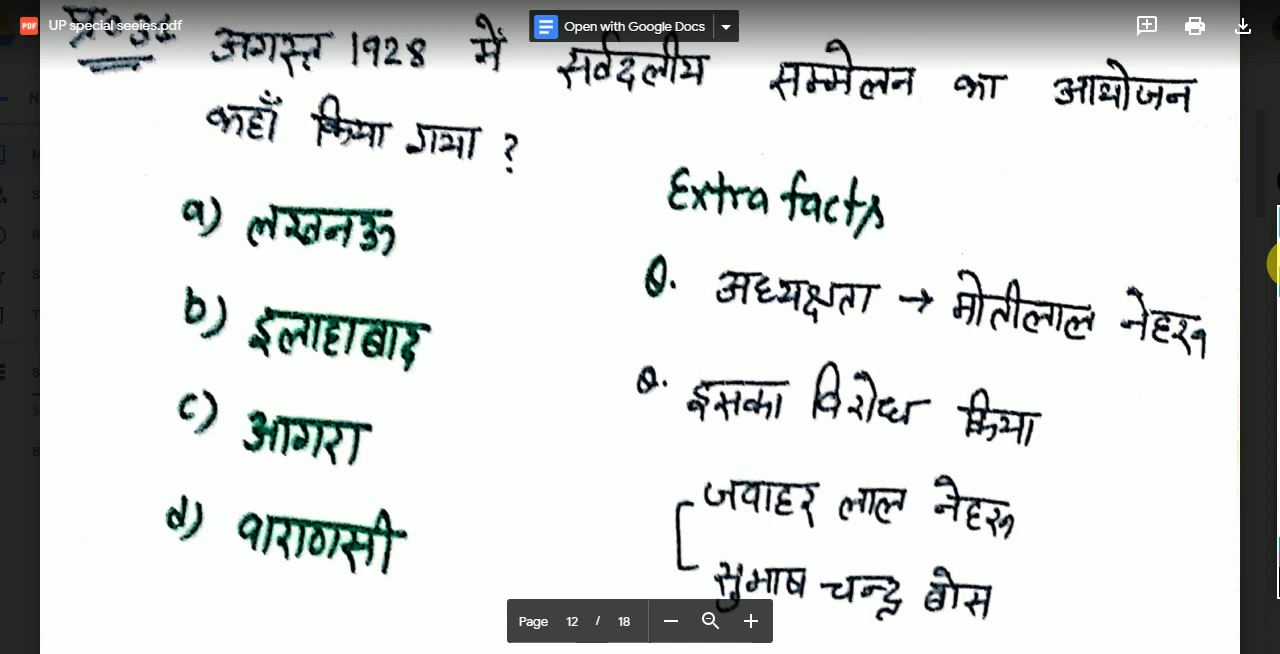 UP special seeies.pdf
Open with Google Docs
अगस्त 1928 में सर्वदलीय सम्मेलन का आयोजन
कहाँ किया गया ?
a) लखनऊ
b) इलाहाबाद
c) आगरा
d) वाराणसी
Extra facts
Q. अध्यक्षता → मोतीलाल नेहरू
Q. इसका विरोध किया
जवाहर लाल नेहरू
सुभाष चन्द्र बोस
Page 12 / 18